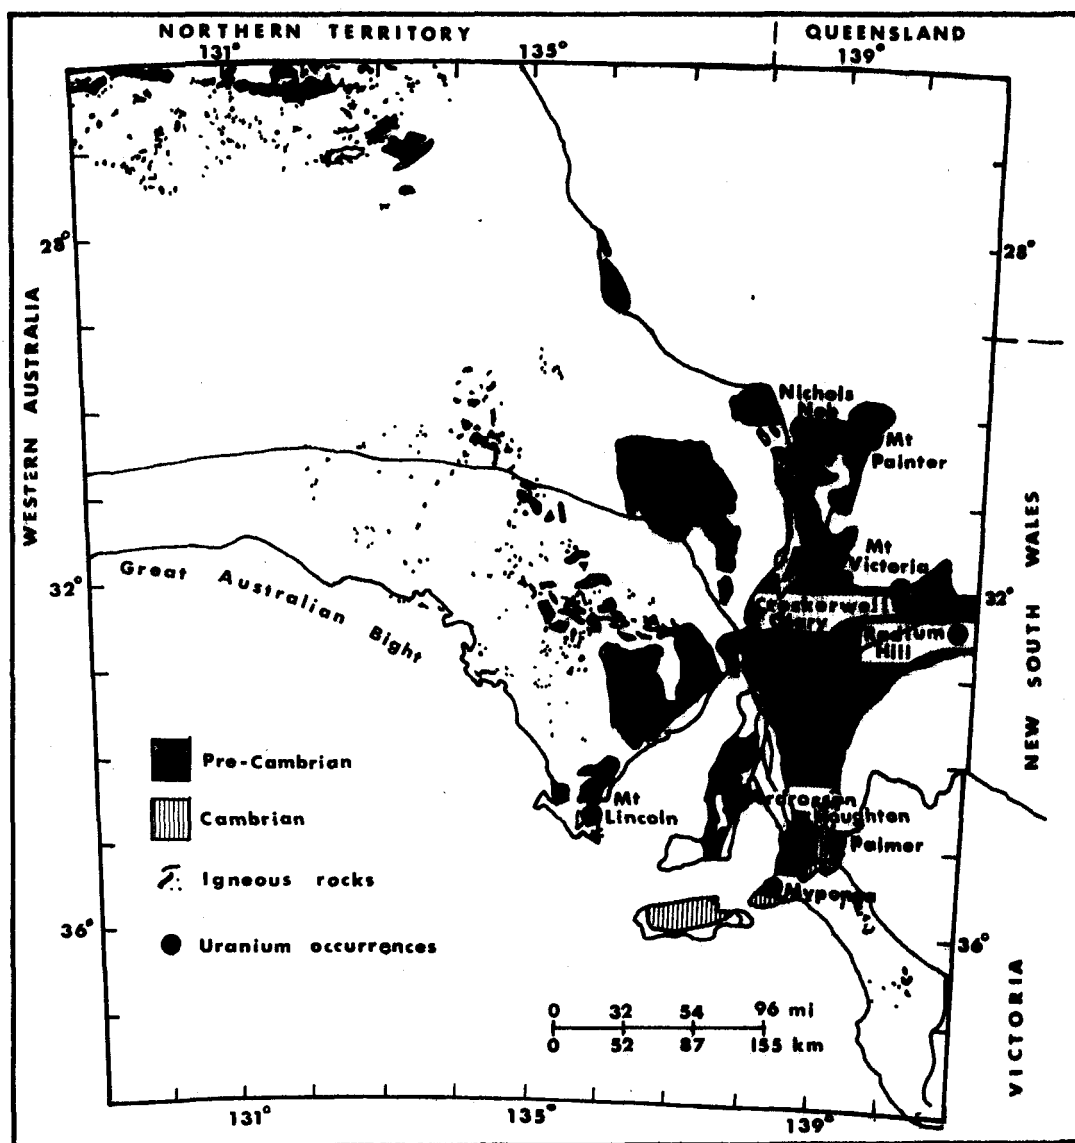 NORTHERN TERRITORY
QUEENSLAND
131°
135°
139°
28°
28°
WESTERN AUSTRALIA
Nichols
Nob
Mt
Painter
NEW SOUTH WALES
Mt
Victoria
Great Australian Bight
32°
32°
Crockerwell
Radium
Hill
Pre-Cambrian
Mt
Lincoln
Cambrian
Houghton
Palmer
Igneous rocks
Myponga
Uranium occurrences
36°
36°
0 32 54 96 mi
0 52 87 155 km
VICTORIA
131°
135°
139°